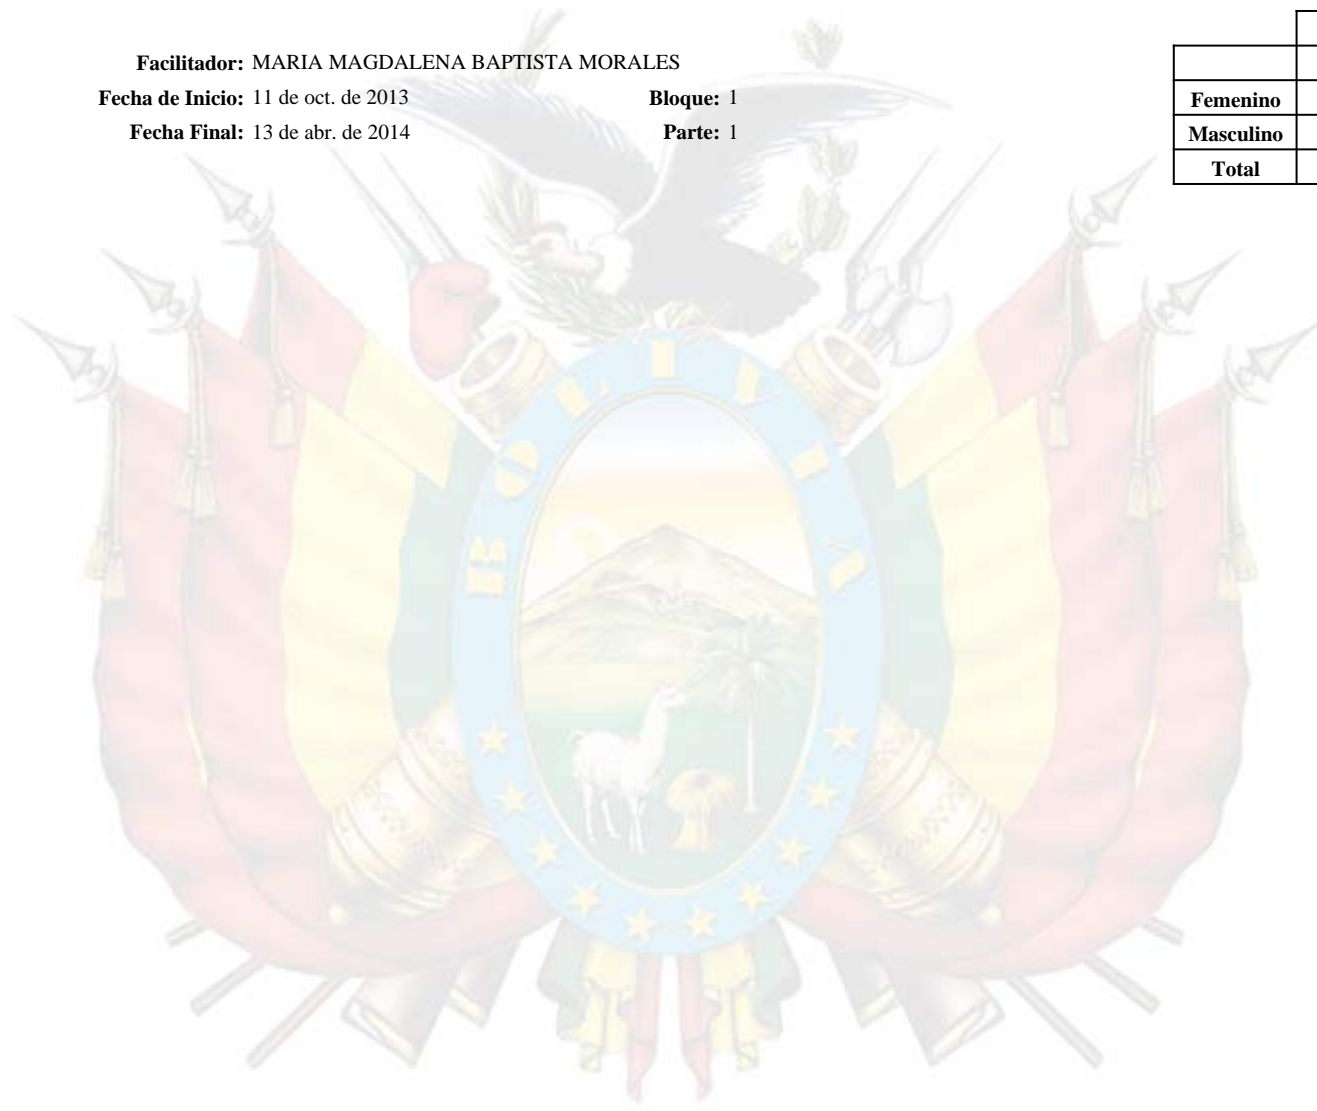 Facilitador: MARIA MAGDALENA BAPTISTA MORALES
Fecha de Inicio: 11 de oct. de 2013 Bloque: 1
Fecha Final: 13 de abr. de 2014 Parte: 1
Femenino
Masculino
Total
BOLIVIA